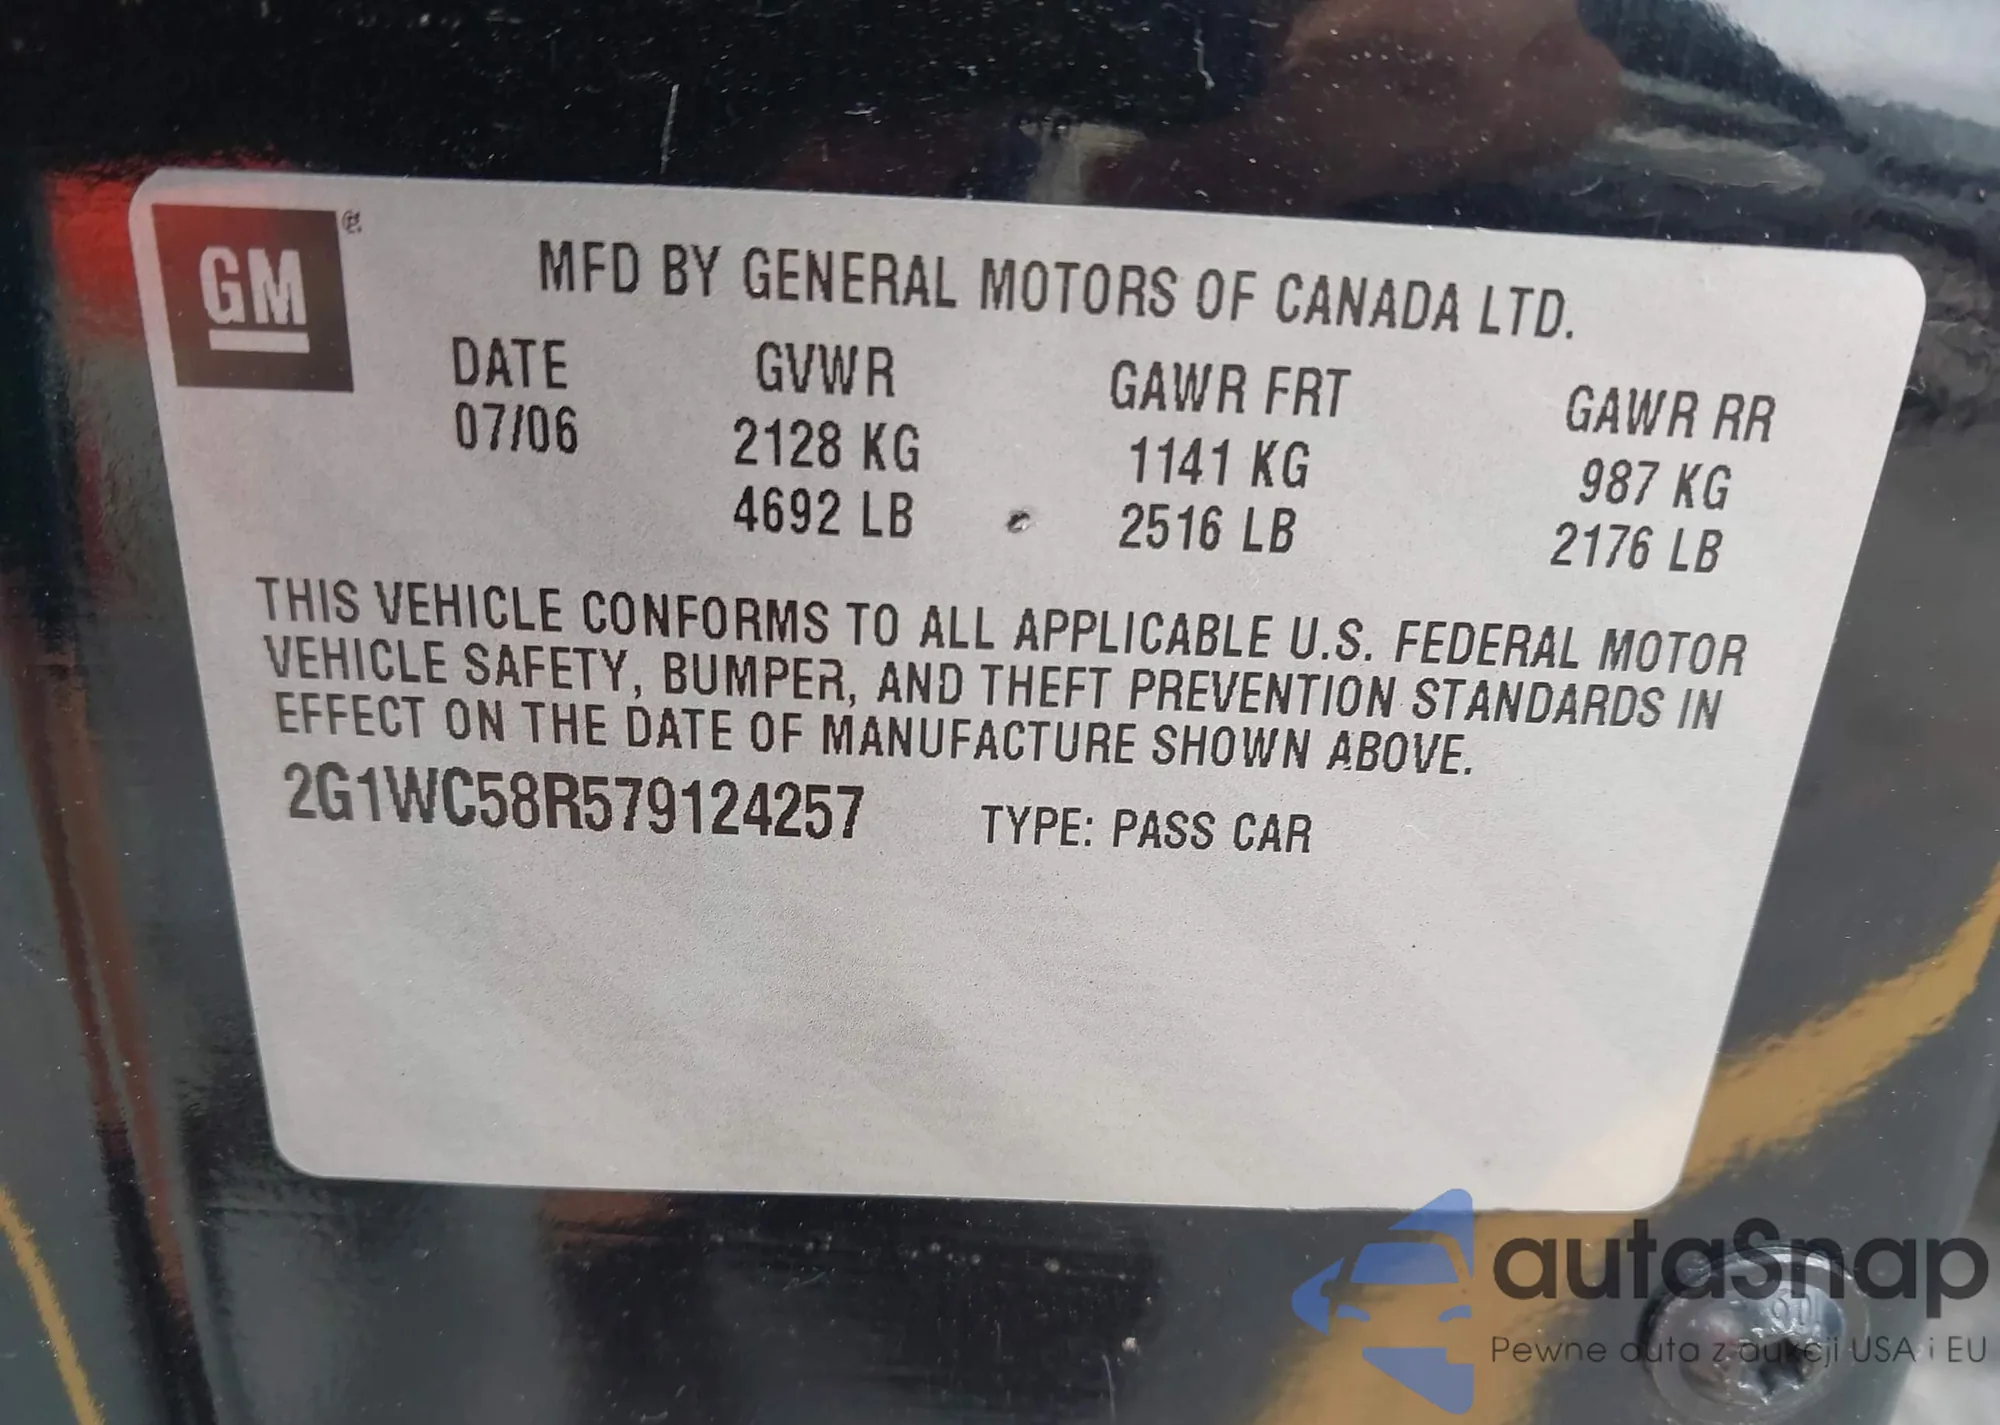 GM
MFD BY GENERAL MOTORS OF CANADA LTD.
DATE GVWR GAWR FRT GAWR RR
07/06 2128 KG 1141 KG 987 KG
4692 LB 2516 LB 2176 LB
THIS VEHICLE CONFORMS TO ALL APPLICABLE U.S. FEDERAL MOTOR
VEHICLE SAFETY, BUMPER, AND THEFT PREVENTION STANDARDS IN
EFFECT ON THE DATE OF MANUFACTURE SHOWN ABOVE.
2G1WC58R579124257 TYPE: PASS CAR
autaSnap
Pewne auta z aukcji USA i EU